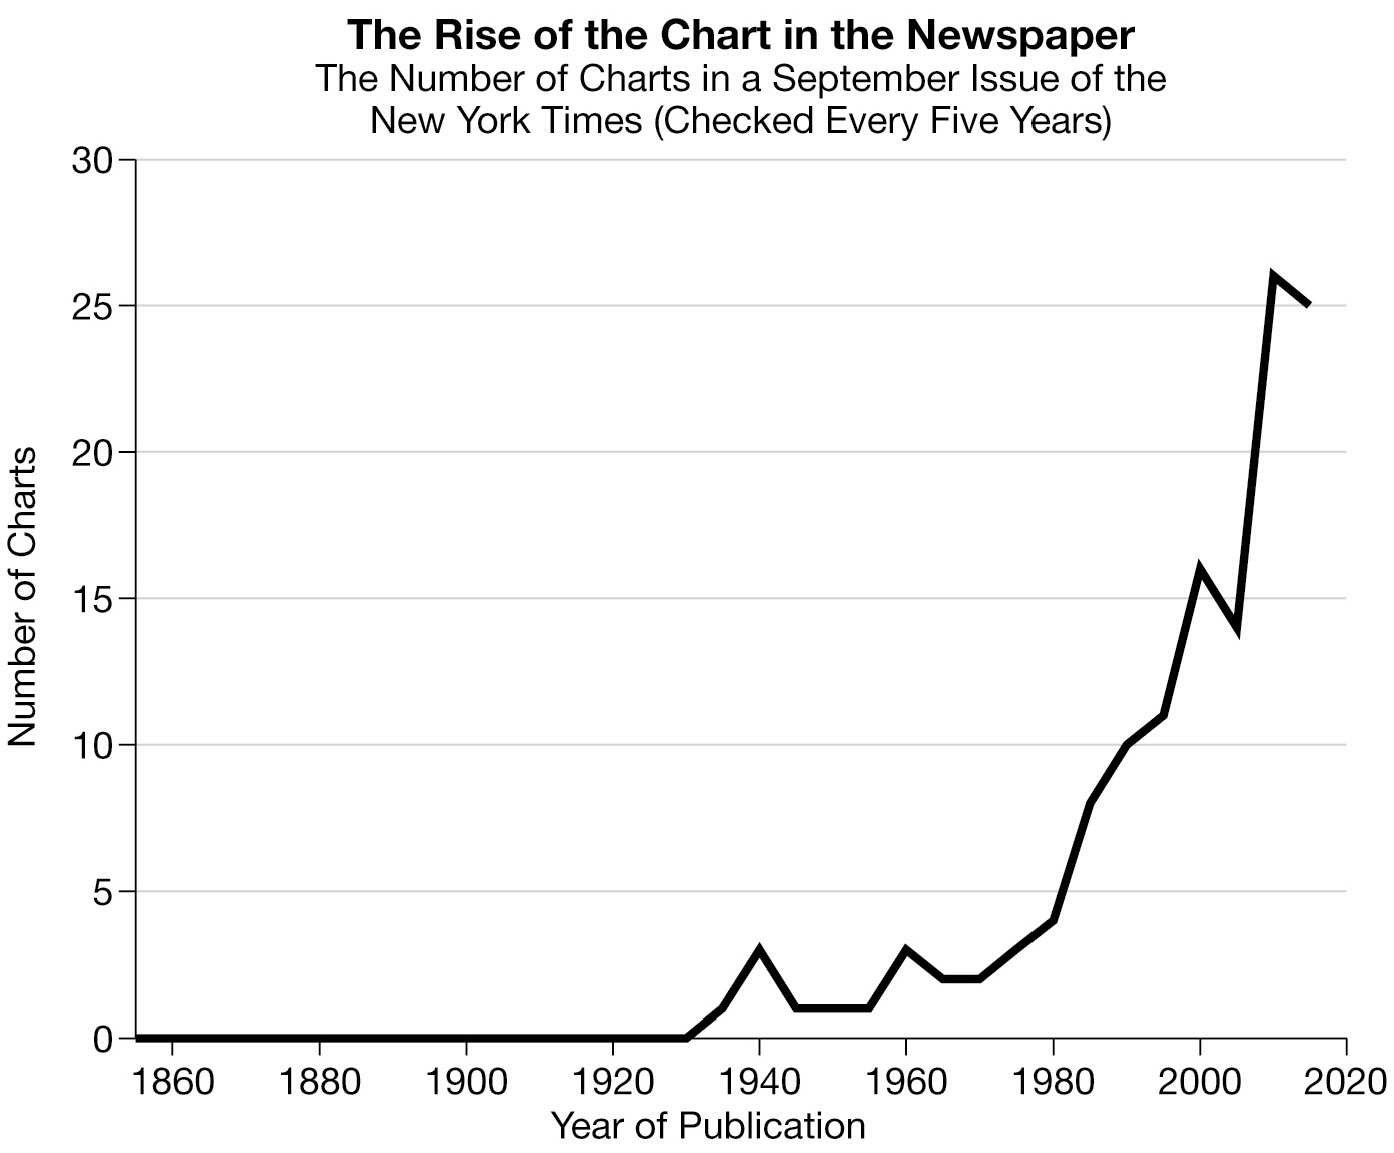 The Rise of the Chart in the Newspaper
The Number of Charts in a September Issue of the
New York Times (Checked Every Five Years)
30
25
20
15
10
5
0
Number of Charts
1860 1880 1900 1920 1940 1960 1980 2000 2020
Year of Publication